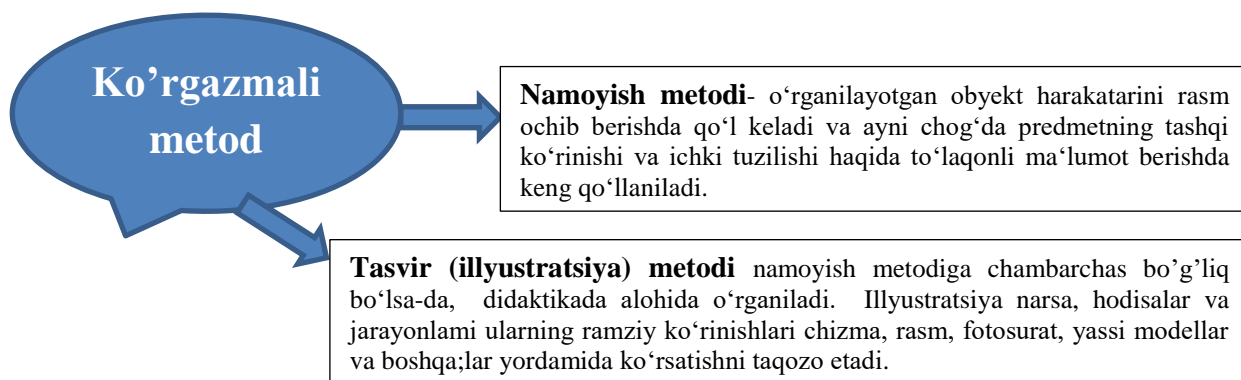 Ko’rgazmali
metod
Namoyish metodi- o‘rganilayotgan obyekt harakatarini rasm
ochib berishda qo‘l keladi va ayni chog‘da predmetning tashqi
ko‘rinishi va ichki tuzilishi haqida to‘laqonli ma‘lumot berishda
keng qo‘llaniladi.
Tasvir (illyustratsiya) metodi namoyish metodiga chambarchas bo’g’liq
bo‘lsa-da, didaktikada alohida o‘rganiladi. Illyustratsiya narsa, hodisalar va
jarayonlami ularning ramziy ko‘rinishlari chizma, rasm, fotosurat, yassi modellar
va boshqa;lar yordamida ko‘rsatishni taqozo etadi.